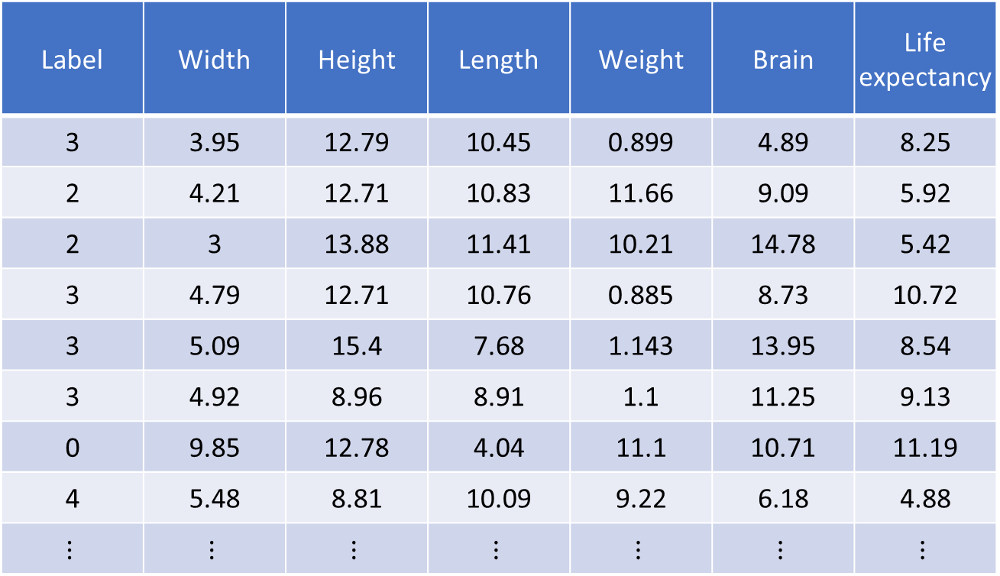 Label Width Height Length Weight Brain Life expectancy
3 3.95 12.79 10.45 0.899 4.89 8.25
2 4.21 12.71 10.83 11.66 9.09 5.92
2 3 13.88 11.41 10.21 14.78 5.42
3 4.79 12.71 10.76 0.885 8.73 10.72
3 5.09 15.4 7.68 1.143 13.95 8.54
3 4.92 8.96 8.91 1.1 11.25 9.13
0 9.85 12.78 4.04 11.1 10.71 11.19
4 5.48 8.81 10.09 9.22 6.18 4.88
⋮ ⋮ ⋮ ⋮ ⋮ ⋮ ⋮